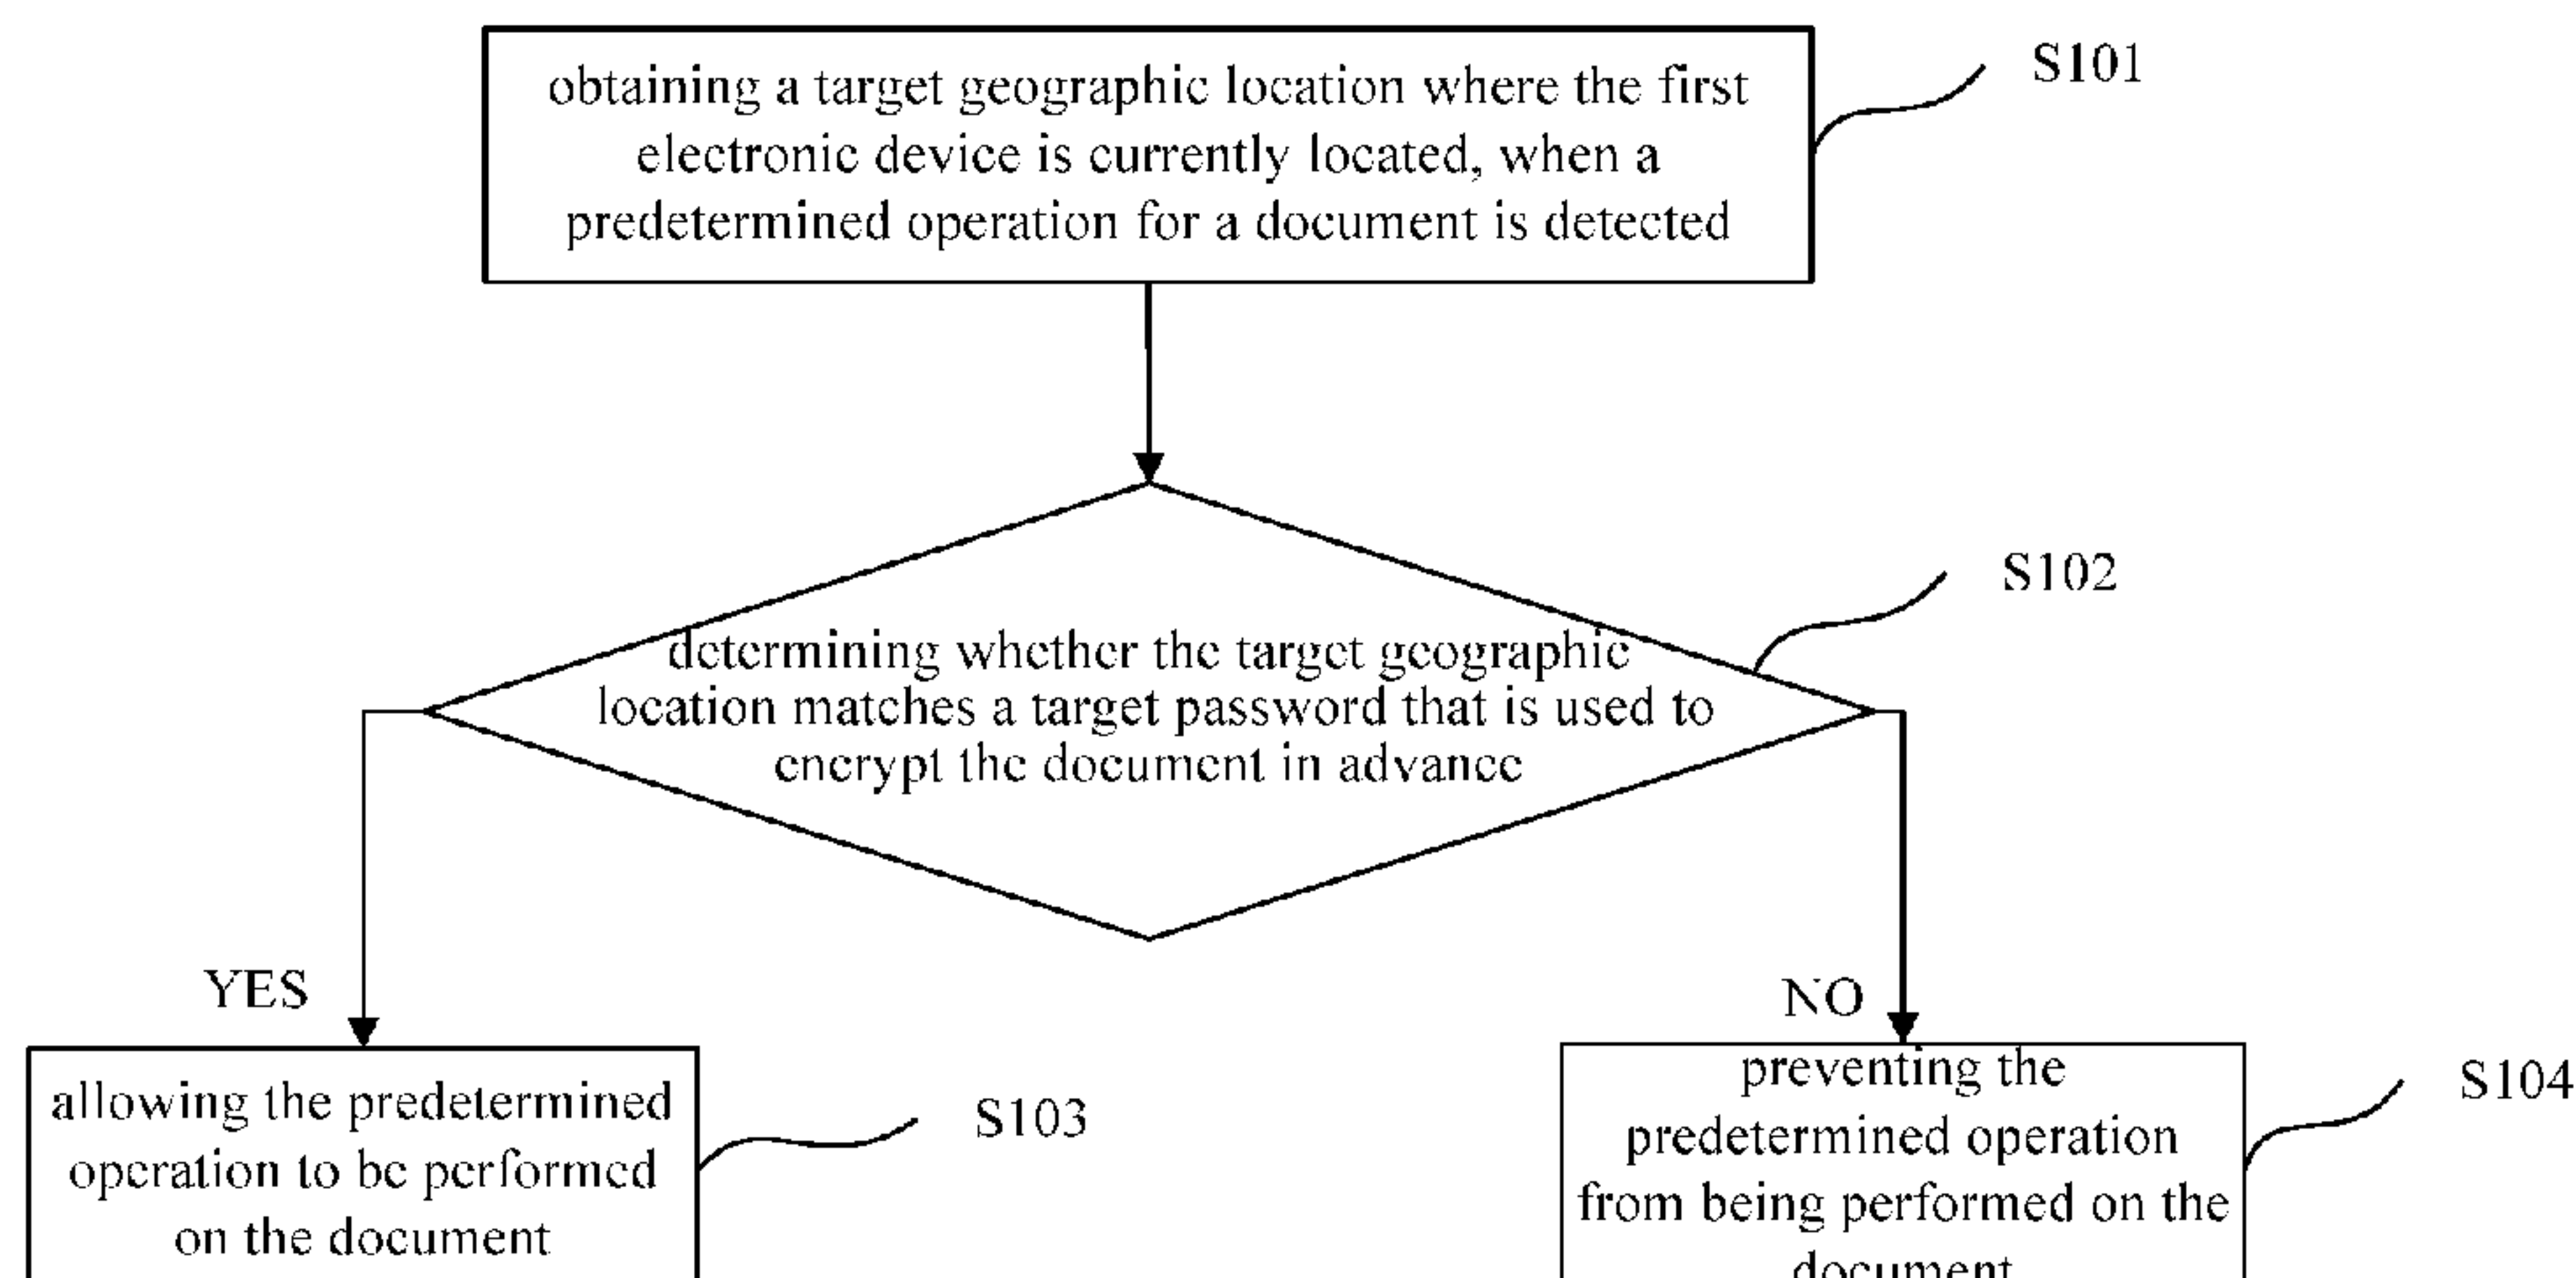 obtaining a target geographic location where the first
electronic device is currently located, when a
predetermined operation for a document is detected
S101
determining whether the target geographic
location matches a target password that is used to
encrypt the document in advance
S102
YES
NO
allowing the predetermined
operation to be performed
on the document
S103
preventing the
predetermined operation
from being performed on the
document
S104